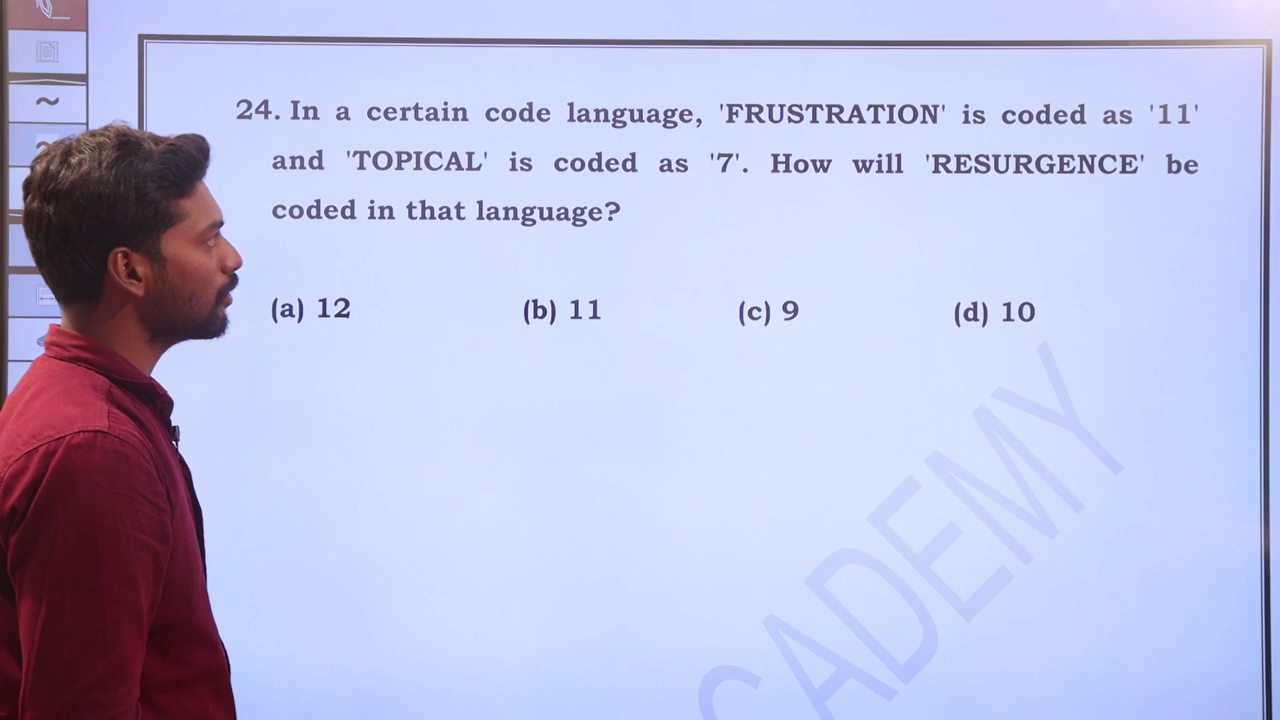 24. In a certain code language, 'FRUSTRATION' is coded as '11'
and 'TOPICAL' is coded as '7'. How will 'RESURGENCE' be
coded in that language?
(a) 12 (b) 11 (c) 9 (d) 10
CADEMY